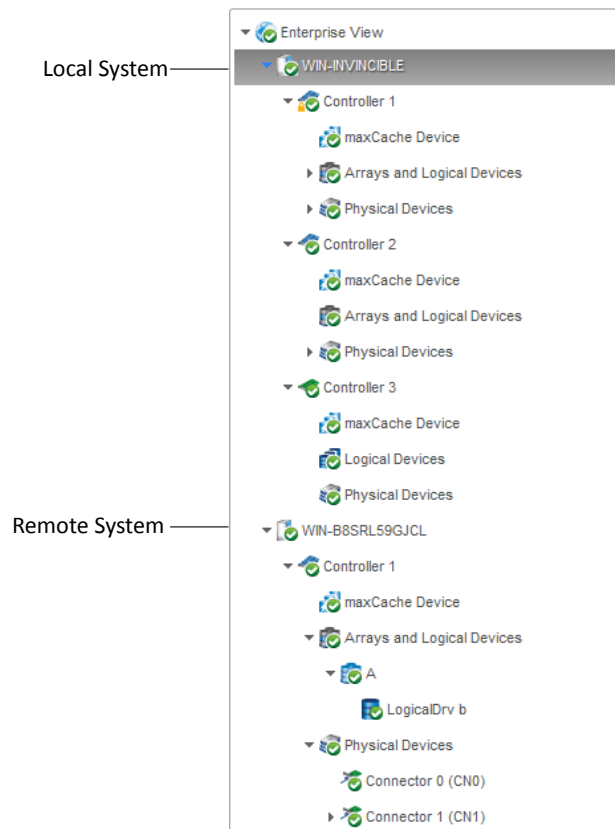 Enterprise View
Local System
WIN-INVINCIBLE
Controller 1
maxCache Device
Arrays and Logical Devices
Physical Devices
Controller 2
maxCache Device
Arrays and Logical Devices
Physical Devices
Controller 3
maxCache Device
Logical Devices
Physical Devices
Remote System
WIN-B8SRL59GJCL
Controller 1
maxCache Device
Arrays and Logical Devices
A
LogicalDrv b
Physical Devices
Connector 0 (CN0)
Connector 1 (CN1)